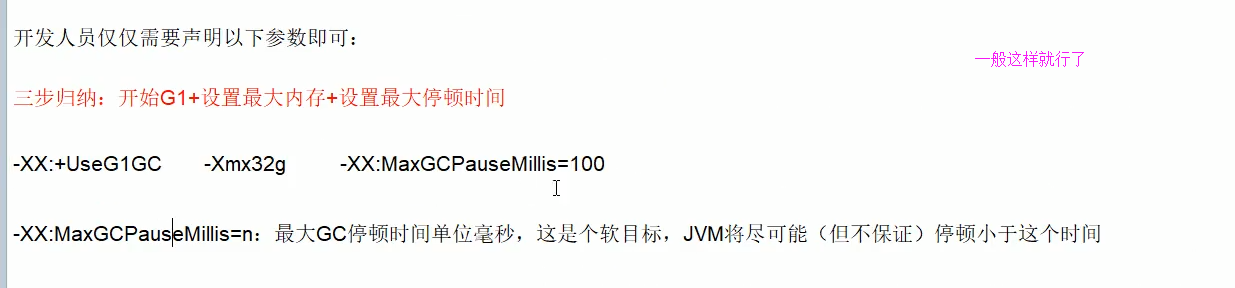 开发人员仅仅需要声明以下参数即可：
一般这样就行了
三步归纳：开始G1+设置最大内存+设置最大停顿时间
-XX:+UseG1GC -Xmx32g -XX:MaxGCPauseMillis=100
-XX:MaxGCPauseMillis=n：最大GC停顿时间单位毫秒，这是个软目标，JVM将尽可能（但不保证）停顿小于这个时间